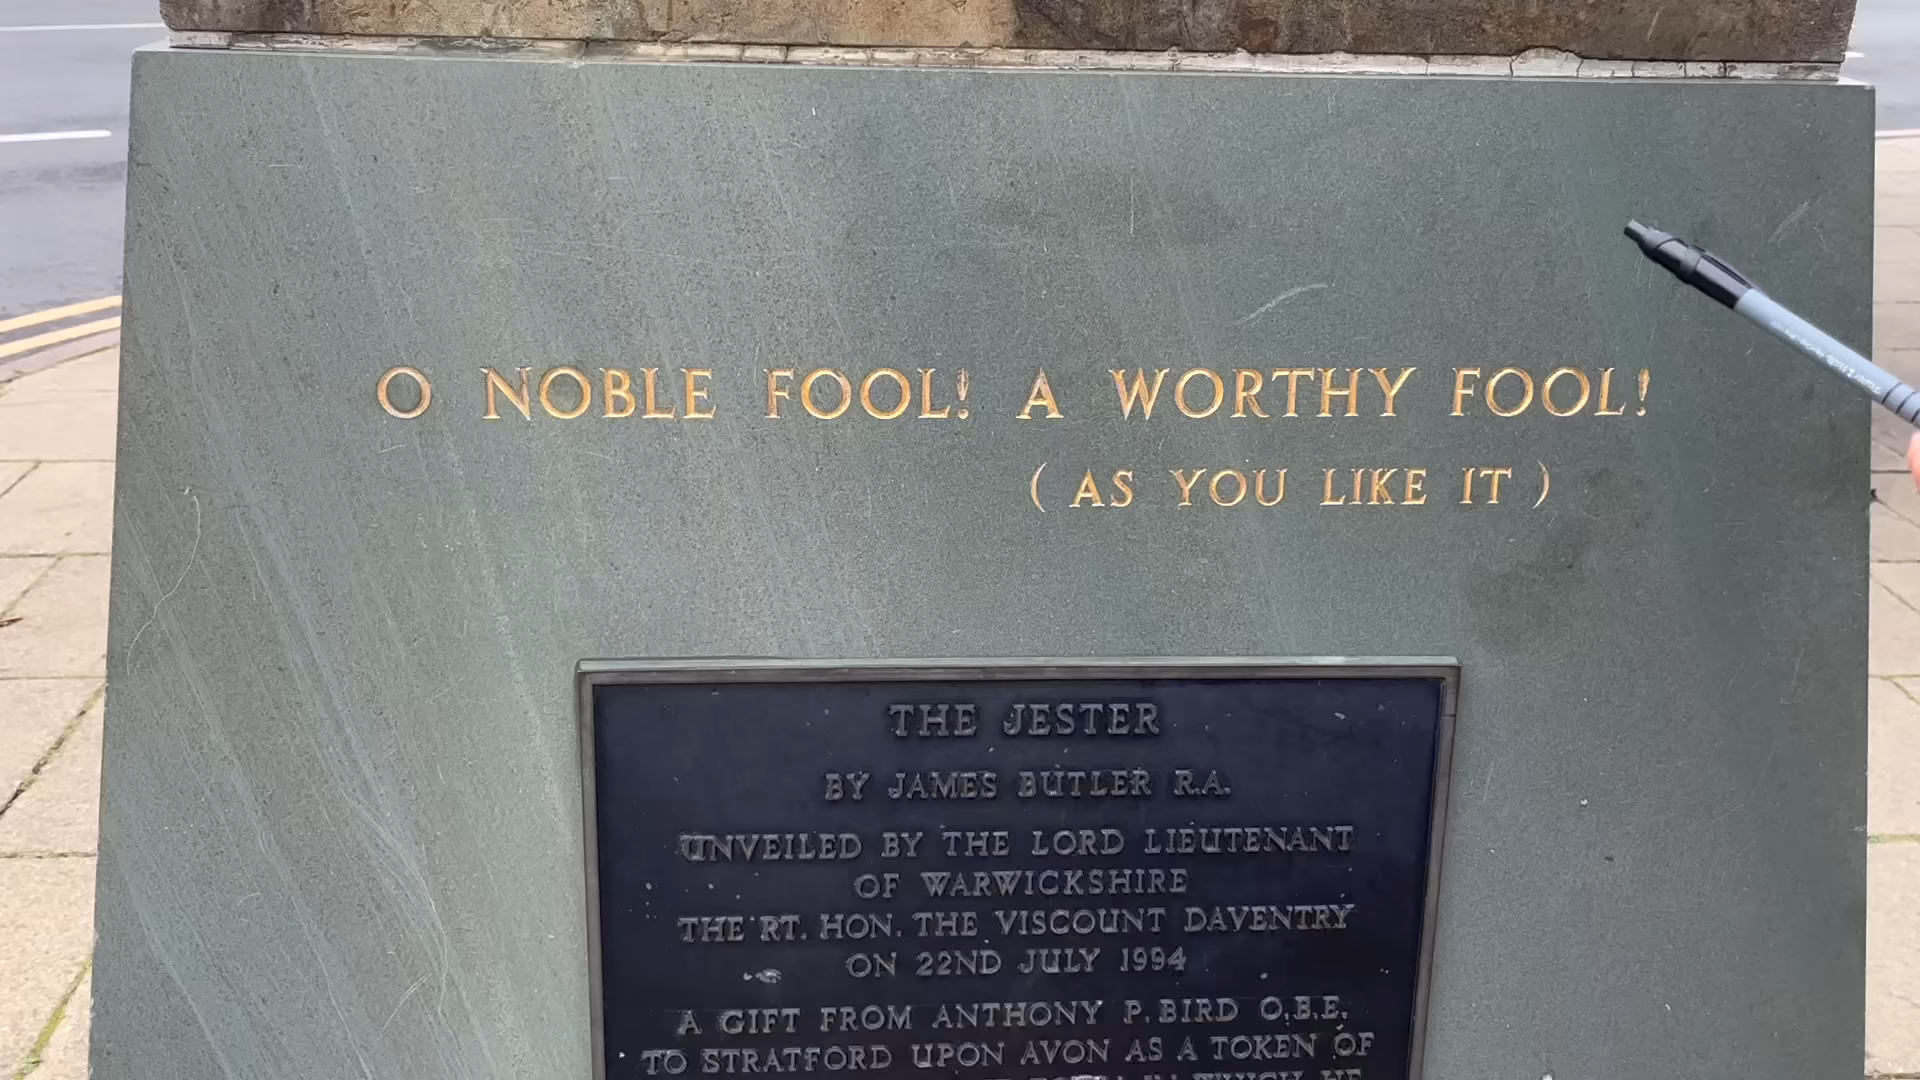 O NOBLE FOOL! A WORTHY FOOL!
(AS YOU LIKE IT)
THE JESTER
BY JAMES BUTLER R.A.
UNVEILED BY THE LORD LIEUTENANT
OF WARWICKSHIRE
THE RT. HON. THE VISCOUNT DAVENTRY
ON 22ND JULY 1994
A GIFT FROM ANTHONY P. BIRD O.B.E.
TO STRATFORD UPON AVON AS A TOKEN OF